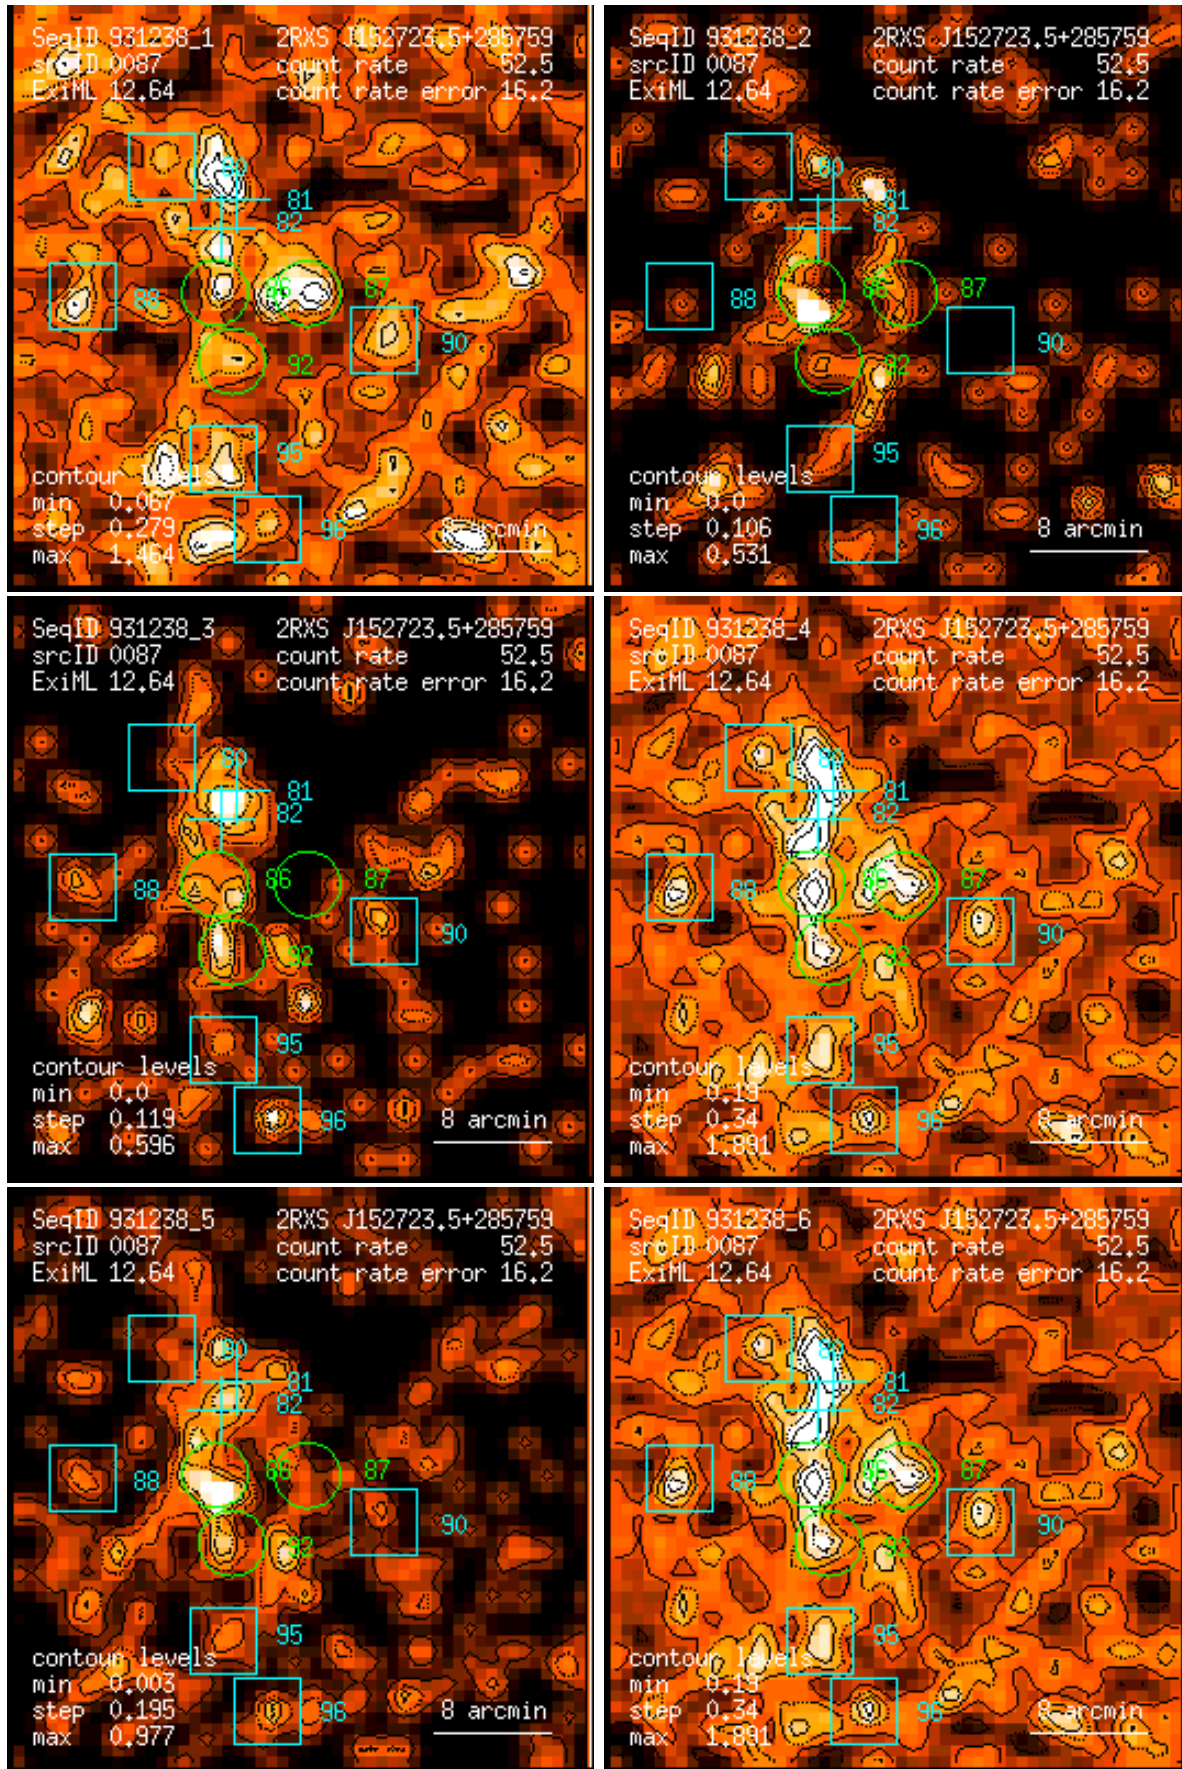 SeqID 931238_1 2RXS J152723.5+285759
srcID 0087 count rate 52.5
ExiML 12.64 count rate error 16.2
80
81
82
86 87
88
90
92
95
contour levels
min 0.067
step 0.279 96 8 arcmin
max 1.464
SeqID 931238_2 2RXS J152723.5+285759
srcID 0087 count rate 52.5
ExiML 12.64 count rate error 16.2
80
81
82
86 87
88
90
92
95
contour levels
min 0.0
step 0.106 96 8 arcmin
max 0.531
SeqID 931238_3 2RXS J152723.5+285759
srcID 0087 count rate 52.5
ExiML 12.64 count rate error 16.2
80
81
82
86 87
88
90
92
95
contour levels
min 0.0
step 0.119 96 8 arcmin
max 0.596
SeqID 931238_4 2RXS J152723.5+285759
srcID 0087 count rate 52.5
ExiML 12.64 count rate error 16.2
80
81
82
86 87
88
90
92
95
contour levels
min 0.19
step 0.34 96 8 arcmin
max 1.891
SeqID 931238_5 2RXS J152723.5+285759
srcID 0087 count rate 52.5
ExiML 12.64 count rate error 16.2
80
81
82
86 87
88
90
92
95
contour levels
min 0.003
step 0.195 96 8 arcmin
max 0.977
SeqID 931238_6 2RXS J152723.5+285759
srcID 0087 count rate 52.5
ExiML 12.64 count rate error 16.2
80
81
82
86 87
88
90
92
95
contour levels
min 0.19
step 0.34 96 8 arcmin
max 1.891